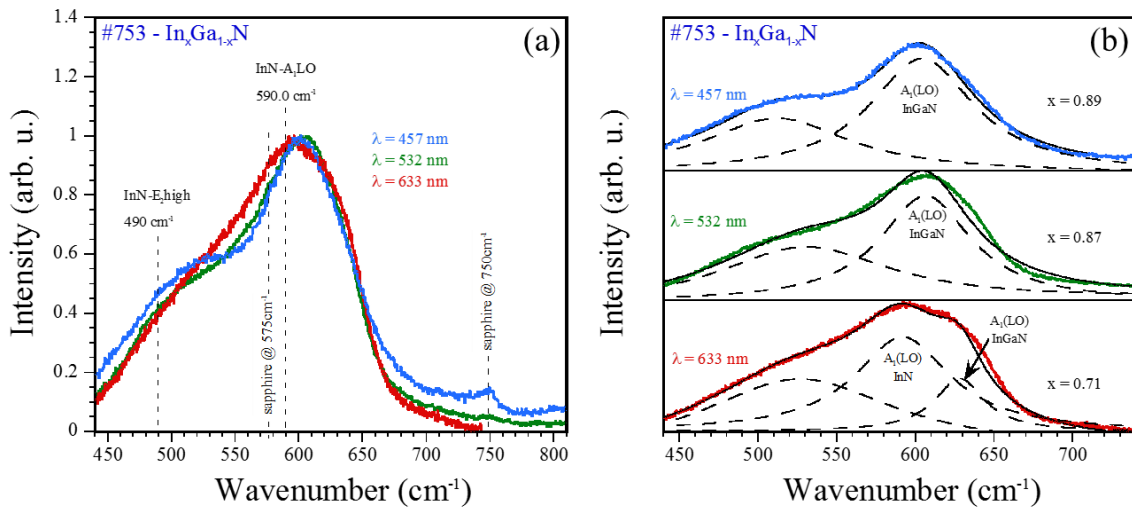 #753 - InₓGa₁₋ₓN
(a)
InN-A₁LO
590.0 cm⁻¹
λ = 457 nm
λ = 532 nm
λ = 633 nm
InN-E₂high
490 cm⁻¹
sapphire @ 575cm⁻¹
sapphire @ 750cm⁻¹
Intensity (arb. u.)
1.4
1.2
1
0.8
0.6
0.4
0.2
0
450 500 550 600 650 700 750 800
Wavenumber (cm⁻¹)
#753 - InₓGa₁₋ₓN
(b)
λ = 457 nm
A₁(LO)
InGaN
x = 0.89
λ = 532 nm
A₁(LO)
InGaN
x = 0.87
λ = 633 nm
A₁(LO)
InN
A₁(LO)
InGaN
x = 0.71
Intensity (arb. u.)
450 500 550 600 650 700
Wavenumber (cm⁻¹)